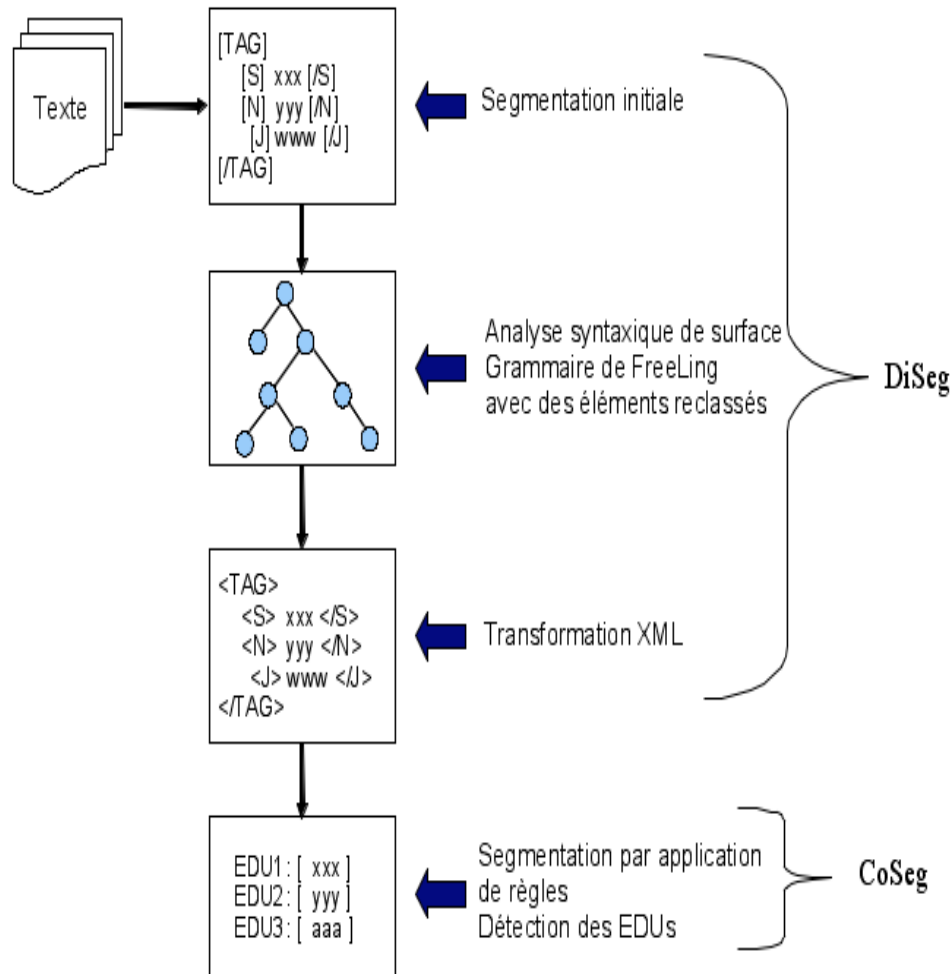 Texte
[TAG]
[S] xxx [/S]
[N] yyy [/N]
[J] www [/J]
[/TAG]
Segmentation initiale
Analyse syntaxique de surface
Grammaire de FreeLing
avec des éléments reclassés
DiSeg
<TAG>
<S> xxx </S>
<N> yyy </N>
<J> www </J>
</TAG>
Transformation XML
EDU1: [ xxx ]
EDU2: [ yyy ]
EDU3: [ aaa ]
Segmentation par application
de règles
Détection des EDUs
CoSeg